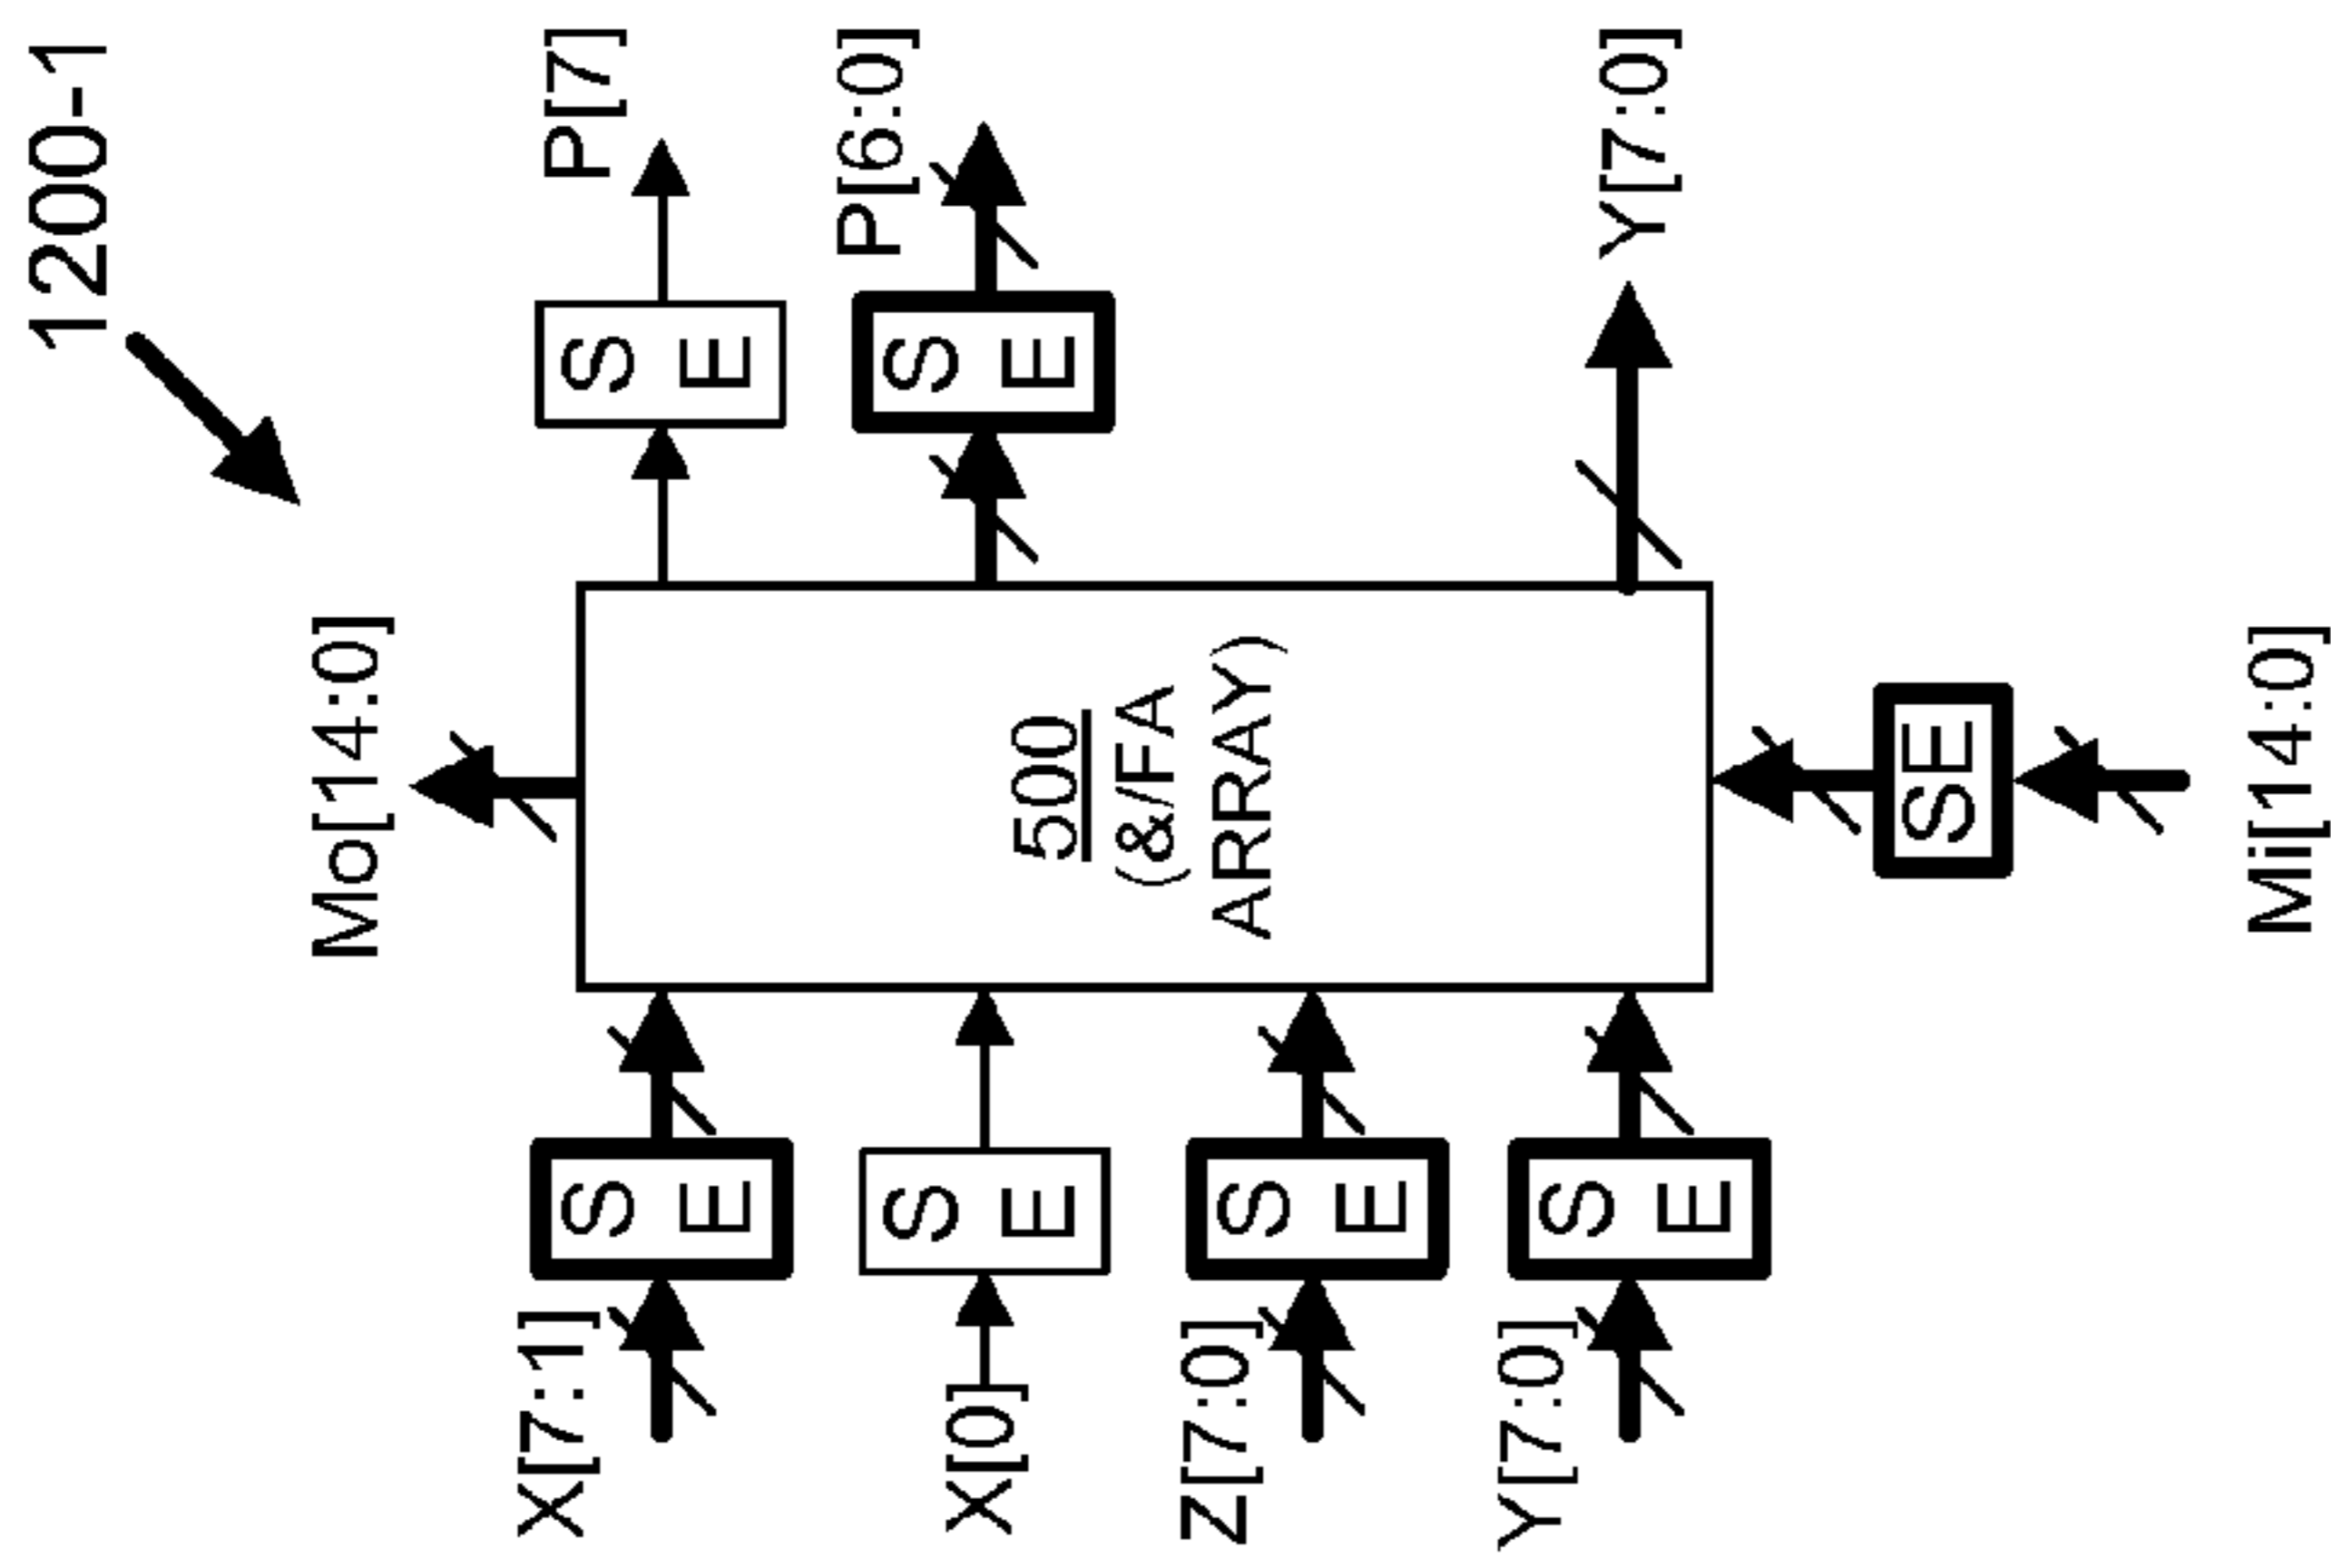 1200-1
Mo[14:0]
X[7:1]
S
E
S
E
P[7]
X[0]
S
E
S
E
P[6:0]
500
(&/FA
ARRAY)
Z[7:0]
S
E
Y[7:0]
S
E
Y[7:0]
SE
Mi[14:0]